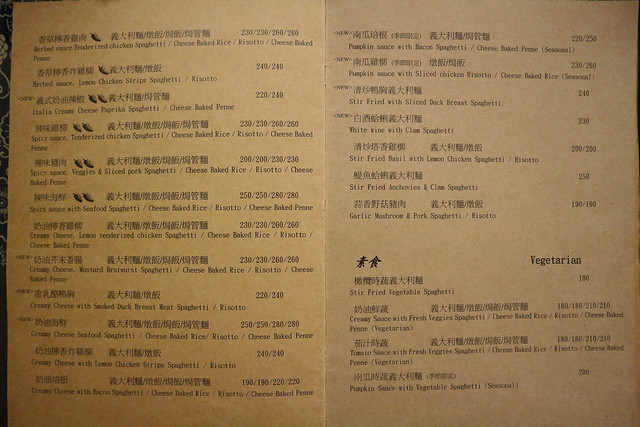 香草檸香雞肉 義大利麵/燉飯/焗飯/焗管麵 230/230/260/260
Herbed sauce Tenderized chicken Spaghetti / Cheese Baked Rice / Risotto / Cheese Baked
Penne
香草檸香炸雞柳 義大利麵/燉飯 240/240
Herbed sauce, Lemon Chicken Strips Spaghetti / Risotto
NEW 義式奶油辣椒 義大利麵/焗管麵 220/240
Italia Creamy Cheese Paprika Spaghetti / Cheese Baked Penne
辣味雞柳 義大利麵/燉飯/焗飯/焗管麵 230/230/260/260
Spicy sauce, Tenderized chicken Spaghetti / Cheese Baked Rice / Risotto / Cheese Baked
Penne
辣味豬肉 義大利麵/燉飯/焗飯/焗管麵 200/200/230/230
Spicy sauce, Veggies & Sliced pork Spaghetti / Cheese Baked Rice / Risotto / Cheese
Baked Penne
辣味海鮮 義大利麵/燉飯/焗飯/焗管麵 250/250/280/280
Spicy sauce with Seafood Spaghetti / Cheese Baked Rice / Risotto / Cheese Baked Penne
奶油檸香雞柳 義大利麵/燉飯/焗飯/焗管麵 230/230/260/260
Creamy Cheese, Lemon tenderized chicken Spaghetti / Cheese Baked Rice / Risotto /
Cheese Baked Penne
NEW 奶油芥末香腸 義大利麵/燉飯/焗飯/焗管麵 230/230/260/260
Creamy Cheese, Mustard Bratwurst Spaghetti / Cheese Baked Rice / Risotto / Cheese
Baked Penne
NEW 重乳酪鴨胸 義大利麵/燉飯 220/240
Creamy Cheese with Smoked Duck Breast Meat Spaghetti / Risotto
NEW 奶油海鮮 義大利麵/燉飯/焗飯/焗管麵 250/250/280/280
Creamy Cheese Seafood Spaghetti / Cheese Baked Rice/ Risotto / Cheese Baked Penne
奶油檸香炸雞柳 義大利麵/燉飯 240/240
Creamy Cheese with Lemon Chicken Strips Spaghetti / Risotto
奶油培根 義大利麵/燉飯/焗飯/焗管麵 190/190/220/220
Creamy Cheese with Bacon Spaghetti / Cheese Baked Rice / Risotto / Cheese Baked Penne
NEW 南瓜培根 (季節限定) 義大利麵/焗管麵 220/250
Pumpkin sauce with Bacon Spaghetti / Cheese Baked Penne (Seasonal)
NEW 南瓜雞柳 (季節限定) 燉飯/焗飯 230/260
Pumpkin sauce with Sliced chicken Risotto/ Cheese Baked Rice (Seasonal)
NEW 清炒鴨胸義大利麵 240
Stir Fried with Sliced Duck Breast Spaghetti
NEW 白酒蛤蜊義大利麵 230
White wine with Clam Spaghetti
清炒塔香雞柳 義大利麵/燉飯 200/200
Stir Fried Basil with Lemon Chicken Spaghetti / Risotto
鯷魚蛤蜊義大利麵 250
Stir Fried Anchovies & Clam Spaghetti
蒜香野菇豬肉 義大利麵/燉飯 190/190
Garlic Mushroom & Pork Spaghetti / Risotto
素食 Vegetarian
橄欖時蔬義大利麵 180
Stir Fried Vegetable Spaghetti
奶油鮮蔬 義大利麵/燉飯/焗飯/焗管麵 180/180/210/210
Creamy Sauce with Fresh Veggies Spaghetti / Cheese Baked Rice / Risotto / Cheese Baked
Penne (Vegetarian)
茄汁時蔬 義大利麵/燉飯/焗飯/焗管麵 180/180/210/210
Tomato Sauce with Fresh Veggies Spaghetti / Cheese Baked Rice / Risotto / Cheese Baked
Penne (Vegetarian)
南瓜時蔬義大利麵 (季節限定) 200
Pumpkin Sauce with Vegetable Spaghetti (Seasonal)